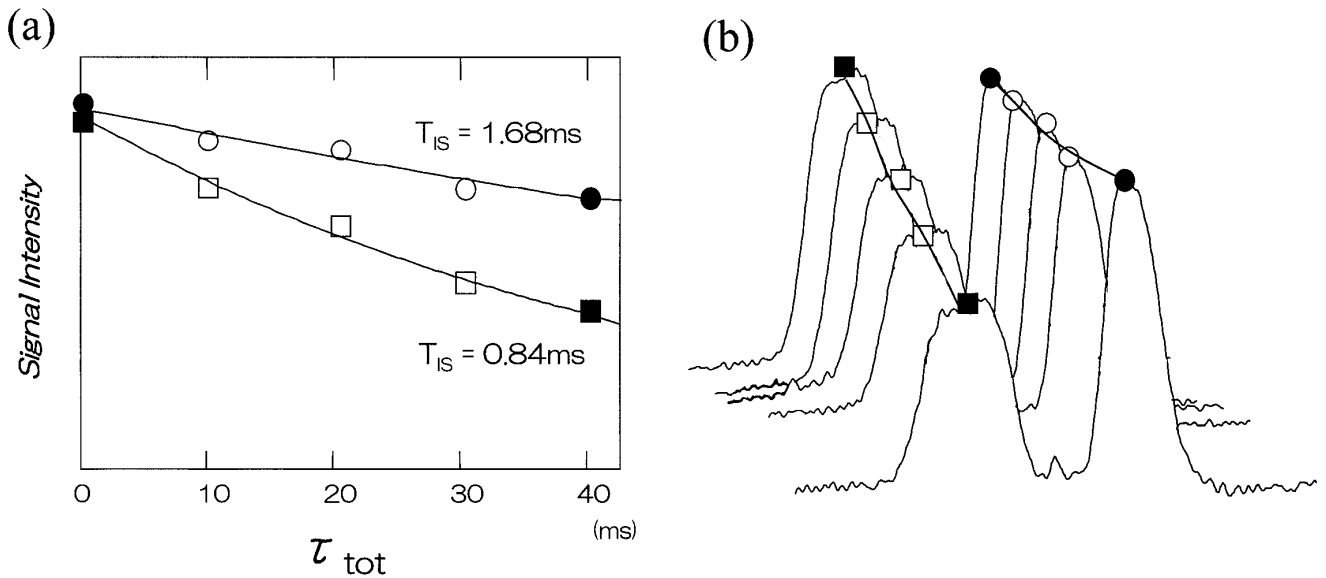 (a)
(b)
Signal Intensity
T_IS = 1.68ms
T_IS = 0.84ms
0 10 20 30 40
(ms)
τ tot